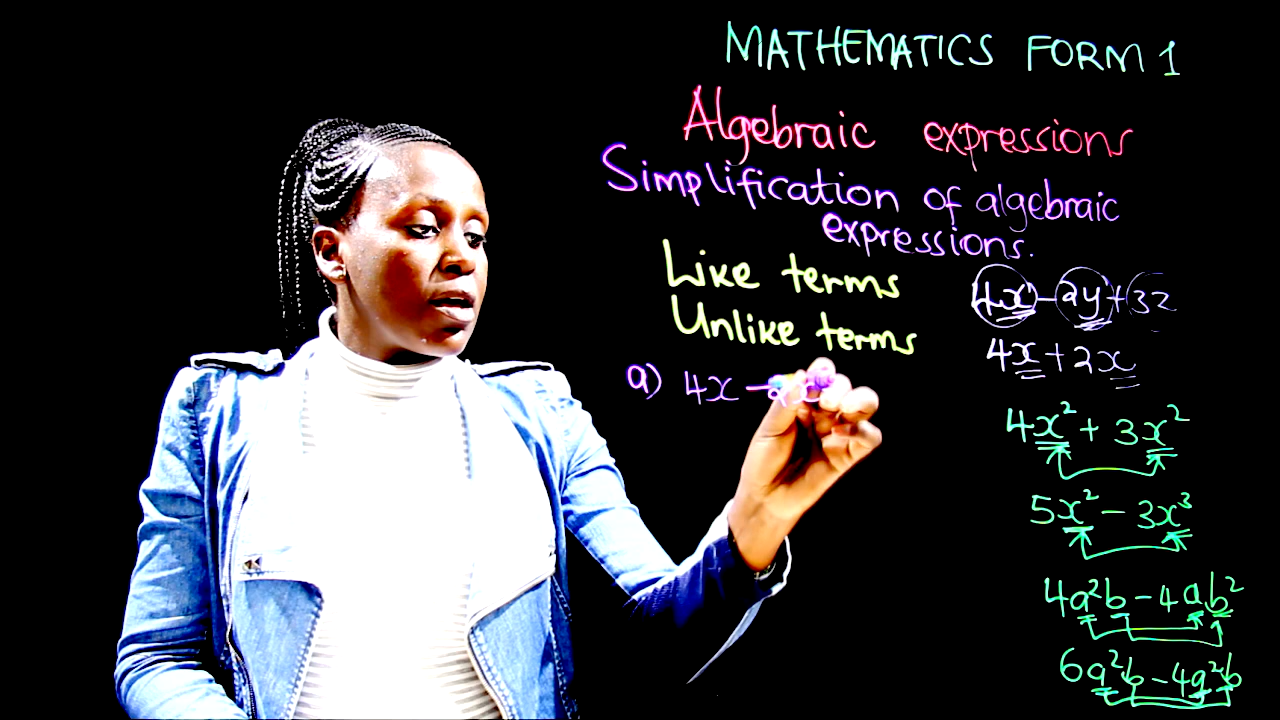 MATHEMATICS FORM 1
Algebraic expressions
Simplification of algebraic
expressions.
Like terms
Unlike terms
a) 4x -
4x - 2y + 3z
4x + 2x
4x² + 3x²
5x² - 3x³
4a²b - 4ab²
6a²b - 4a²b